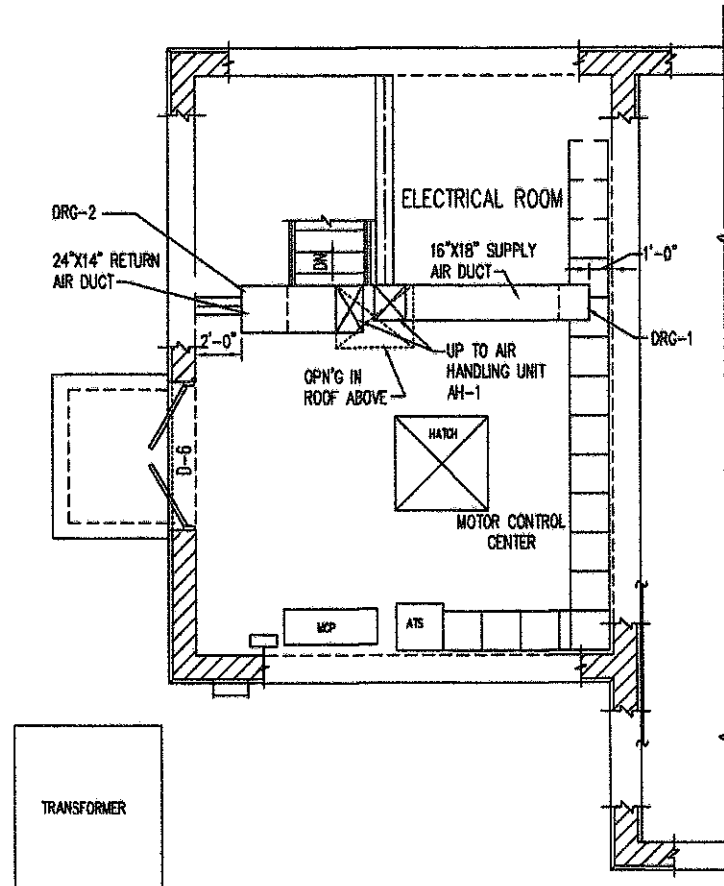 ELECTRICAL ROOM
DRG-2
24"X14" RETURN
AIR DUCT
16"X18" SUPPLY
AIR DUCT
1'-0"
DN
2'-0"
DRG-1
UP TO AIR
HANDLING UNIT
AH-1
OPN'G IN
ROOF ABOVE
HATCH
D-6
MOTOR CONTROL
CENTER
MCP
ATS
TRANSFORMER